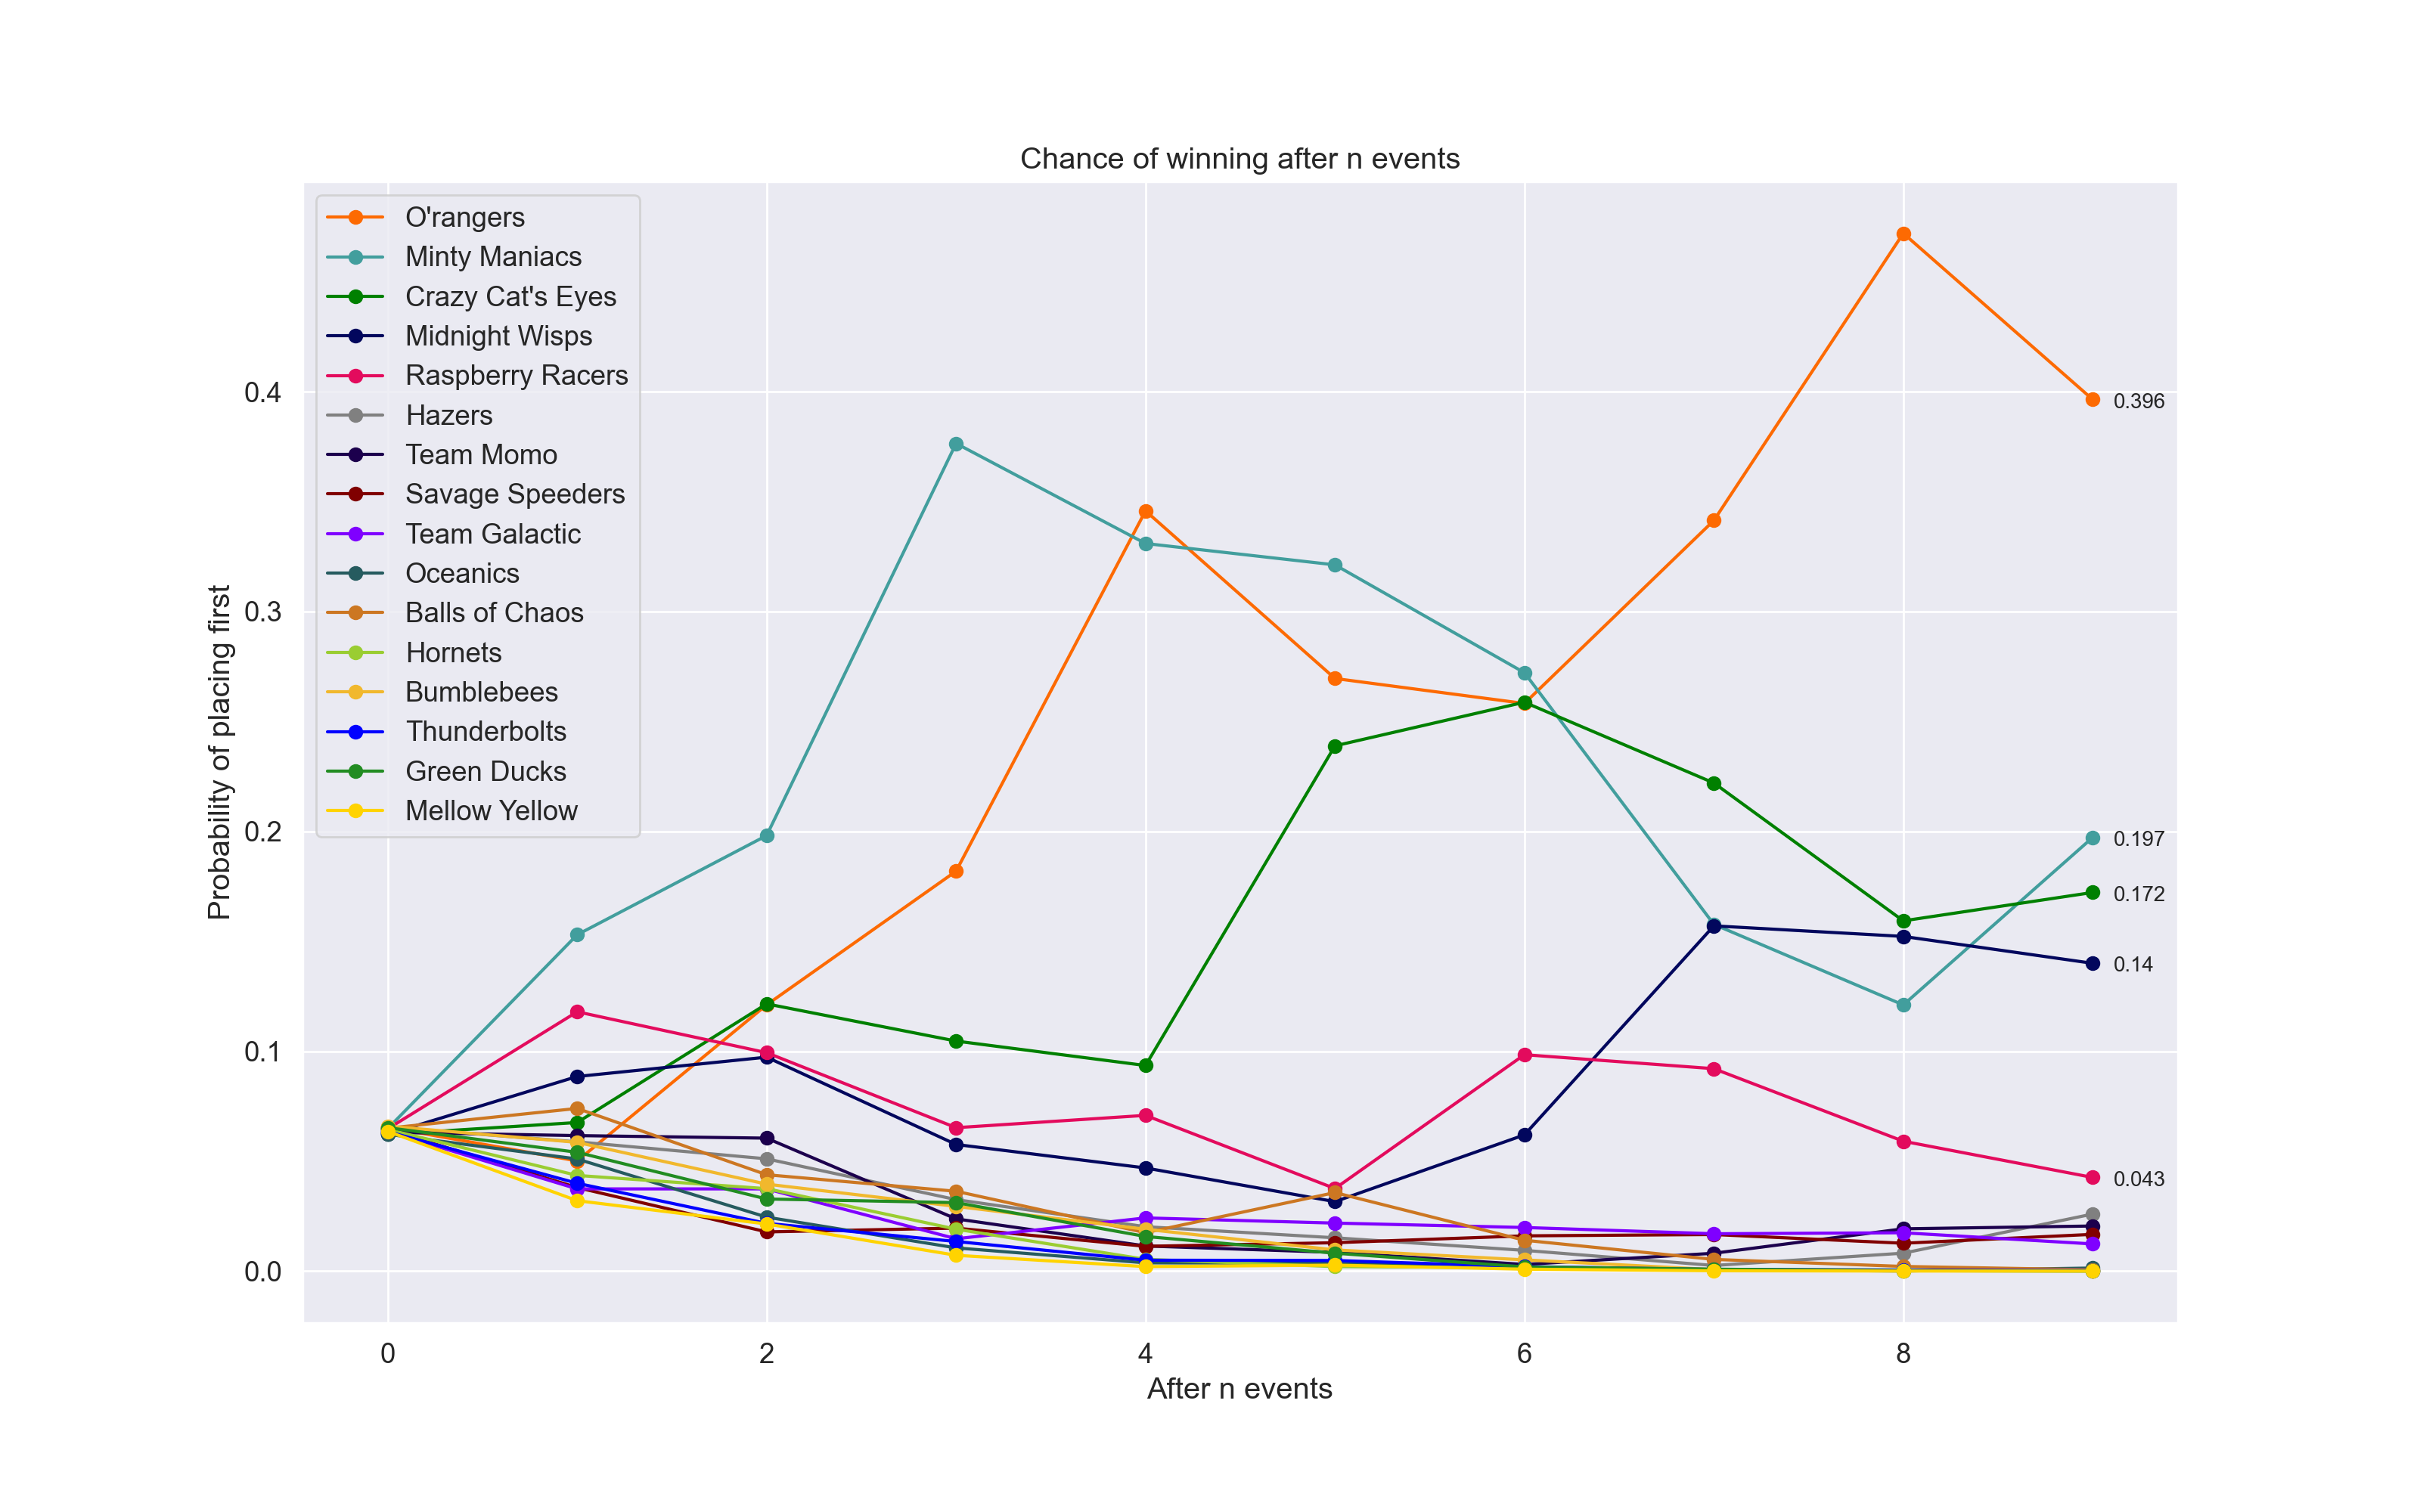 Chance of winning after n events
O'rangers
Minty Maniacs
Crazy Cat's Eyes
Midnight Wisps
Raspberry Racers
Hazers
Team Momo
Savage Speeders
Team Galactic
Oceanics
Balls of Chaos
Hornets
Bumblebees
Thunderbolts
Green Ducks
Mellow Yellow
Probability of placing first
0.4
0.3
0.2
0.1
0.0
0.396
0.197
0.172
0.14
0.043
0 2 4 6 8
After n events